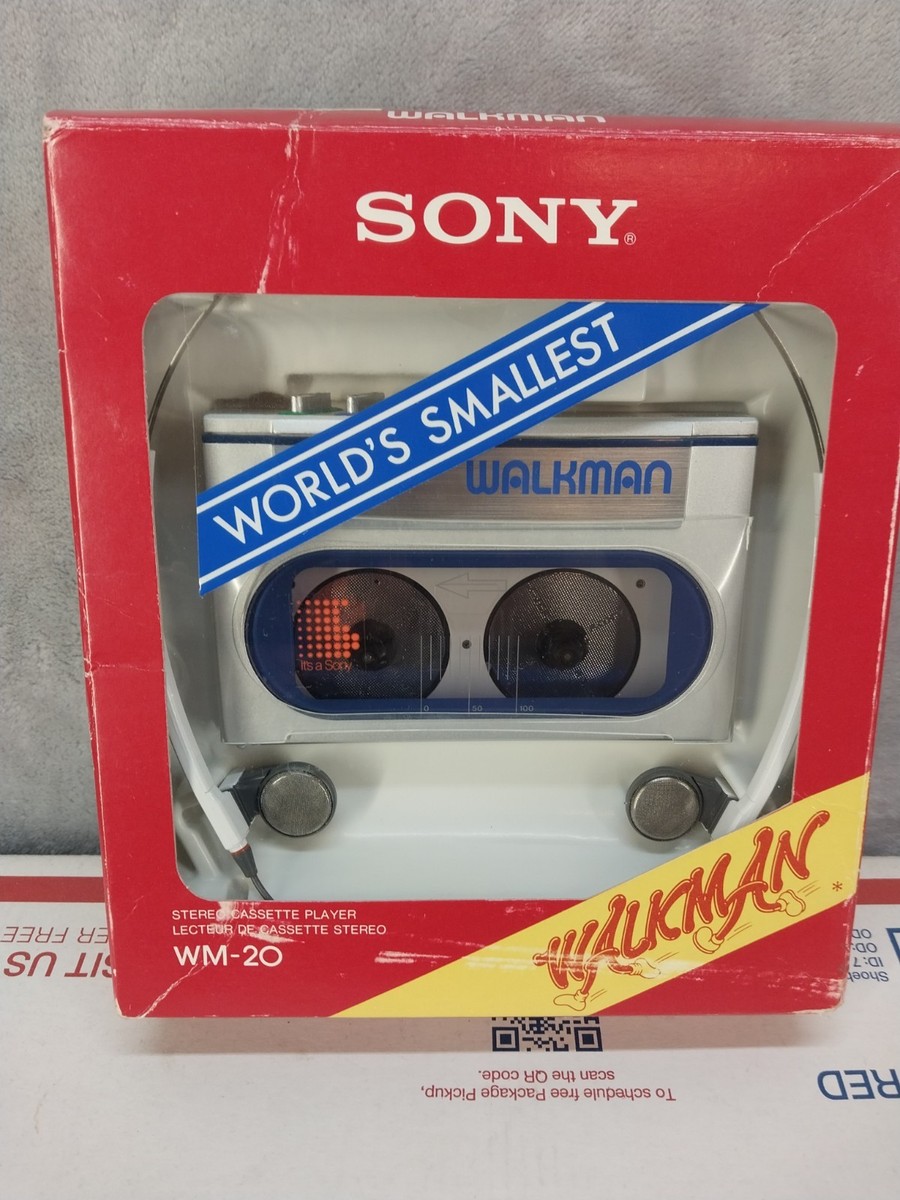 WALKMAN
SONY®
WORLD'S SMALLEST
WALKMAN
It's a Sony
0 50 100
STEREO CASSETTE PLAYER
LECTEUR DE CASSETTE STEREO
WM-20
WALKMAN*
To schedule free Package Pickup,
scan the QR code.